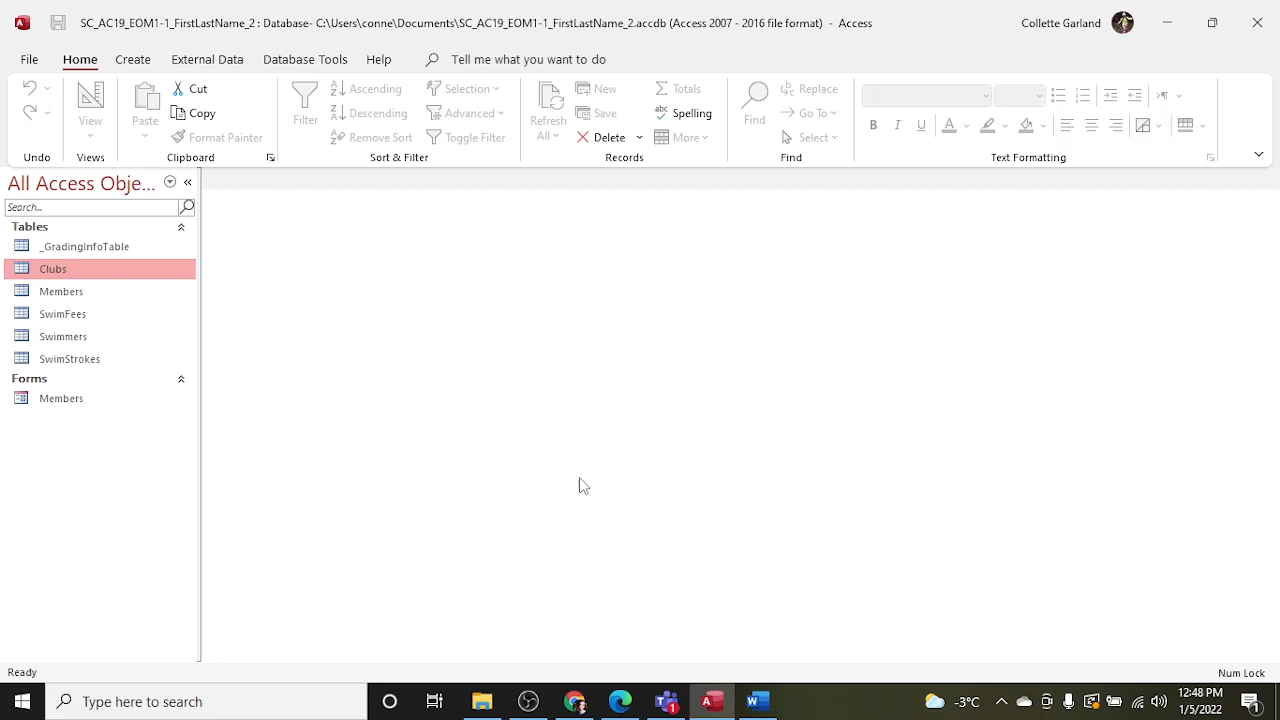 SC_AC19_EOM1-1_FirstLastName_2 : Database- C:\Users\conne\Documents\SC_AC19_EOM1-1_FirstLastName_2.accdb (Access 2007 - 2016 file format) - Access
Collette Garland
File Home Create External Data Database Tools Help Tell me what you want to do
View
Paste
Cut
Copy
Format Painter
Filter
Ascending
Descending
Remove Sort
Selection
Advanced
Toggle Filter
Refresh
All
New
Save
Delete
Totals
Spelling
More
Find
Replace
Go To
Select
B I U A
Undo Views Clipboard Sort & Filter Records Find Text Formatting
All Access Obje...
Search...
Tables
_GradingInfoTable
Clubs
Members
SwimFees
Swimmers
SwimStrokes
Forms
Members
Ready
Num Lock
Type here to search
-3°C
12:48 PM
1/5/2022